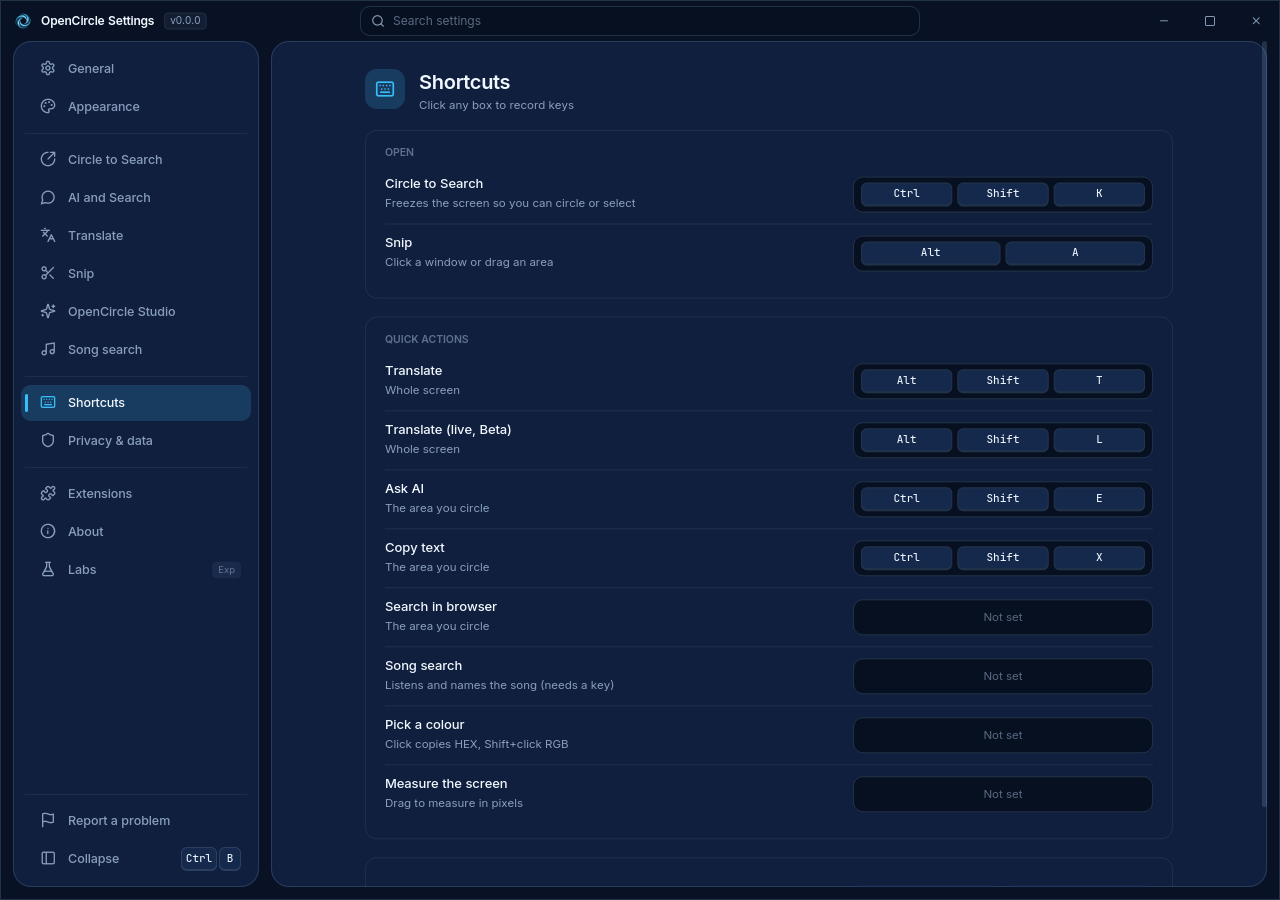 OpenCircle Settings v0.0.0
Search settings
General
Appearance
Circle to Search
AI and Search
Translate
Snip
OpenCircle Studio
Song search
Shortcuts
Privacy & data
Extensions
About
Labs Exp
Report a problem
Collapse Ctrl B
Shortcuts
Click any box to record keys
OPEN
Circle to Search
Freezes the screen so you can circle or select
Ctrl Shift K
Snip
Click a window or drag an area
Alt A
QUICK ACTIONS
Translate
Whole screen
Alt Shift T
Translate (live, Beta)
Whole screen
Alt Shift L
Ask AI
The area you circle
Ctrl Shift E
Copy text
The area you circle
Ctrl Shift X
Search in browser
The area you circle
Not set
Song search
Listens and names the song (needs a key)
Not set
Pick a colour
Click copies HEX, Shift+click RGB
Not set
Measure the screen
Drag to measure in pixels
Not set